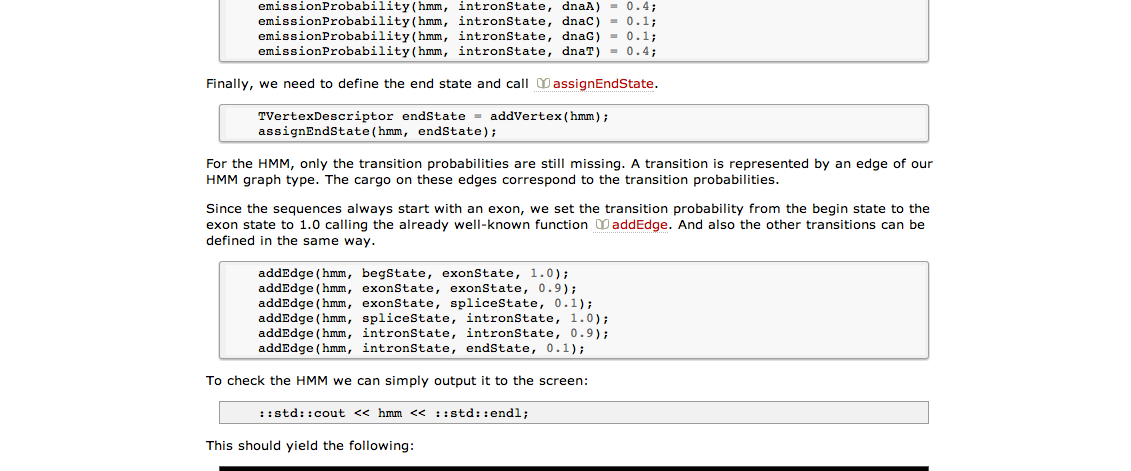 emissionProbability(hmm, intronState, dnaA) = 0.4;
emissionProbability(hmm, intronState, dnaC) = 0.1;
emissionProbability(hmm, intronState, dnaG) = 0.1;
emissionProbability(hmm, intronState, dnaT) = 0.4;
Finally, we need to define the end state and call assignEndState.
TVertexDescriptor endState = addVertex(hmm);
assignEndState(hmm, endState);
For the HMM, only the transition probabilities are still missing. A transition is represented by an edge of our
HMM graph type. The cargo on these edges correspond to the transition probabilities.
Since the sequences always start with an exon, we set the transition probability from the begin state to the
exon state to 1.0 calling the already well-known function addEdge. And also the other transitions can be
defined in the same way.
addEdge(hmm, begState, exonState, 1.0);
addEdge(hmm, exonState, exonState, 0.9);
addEdge(hmm, exonState, spliceState, 0.1);
addEdge(hmm, spliceState, intronState, 1.0);
addEdge(hmm, intronState, intronState, 0.9);
addEdge(hmm, intronState, endState, 0.1);
To check the HMM we can simply output it to the screen:
::std::cout << hmm << ::std::endl;
This should yield the following: